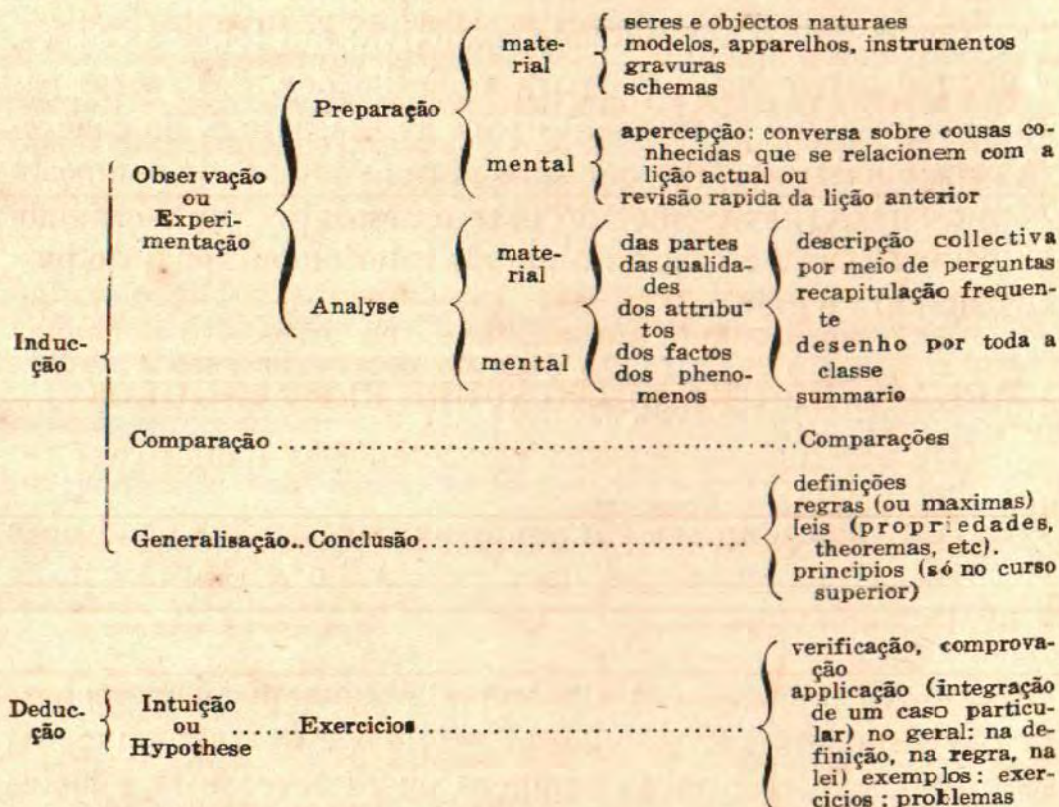 seres e objectos naturaes
modelos, apparelhos, instrumentos
gravuras
schemas
mate-
rial
Preparação
apercepção: conversa sobre cousas co-
nhecidas que se relacionem com a
lição actual ou
revisão rapida da lição anterior
mental
Observação
ou
Experi-
mentação
mate-
rial
mental
Analyse
das partes
das qualida-
des
dos attribu-
tos
dos factos
dos pheno-
menos
descripção collectiva
por meio de perguntas
recapitulação frequen-
te
desenho por toda a
classe
summario
Induc-
ção
Comparação ........................................................ Comparações
Generalisação.. Conclusão....................................
definições
regras (ou maximas)
leis (propriedades,
theoremas, etc).
principios (só no curso
superior)
Deduc-
ção
Intuição
ou
Hypothese
...... Exercicios....................................
verificação, comprova-
ção
applicação (integração
de um caso particu-
lar) no geral: na de-
finição, na regra, na
lei) exemplos: exer-
cicios; problemas